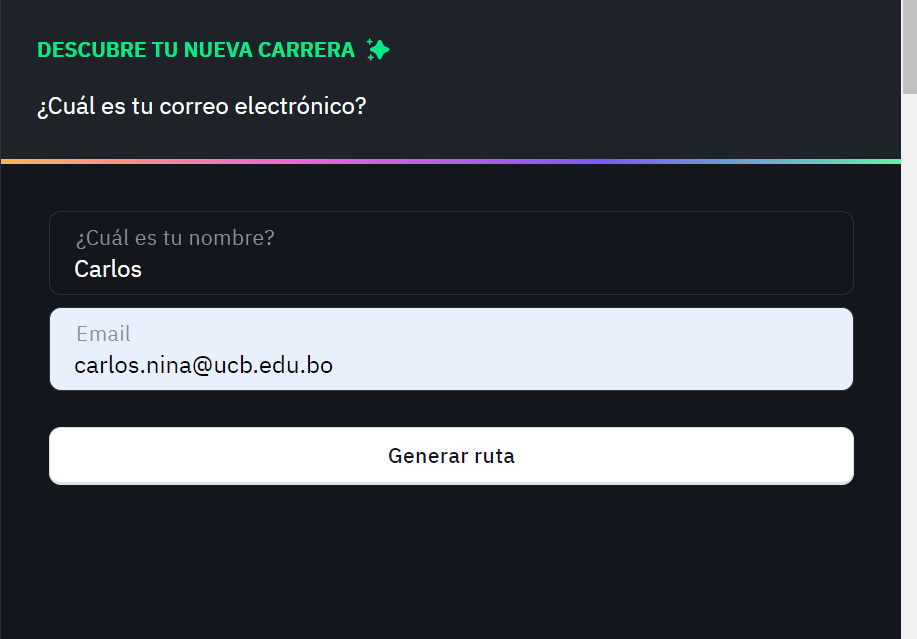 DESCUBRE TU NUEVA CARRERA
¿Cuál es tu correo electrónico?
¿Cuál es tu nombre?
Carlos
Email
carlos.nina@ucb.edu.bo
Generar ruta